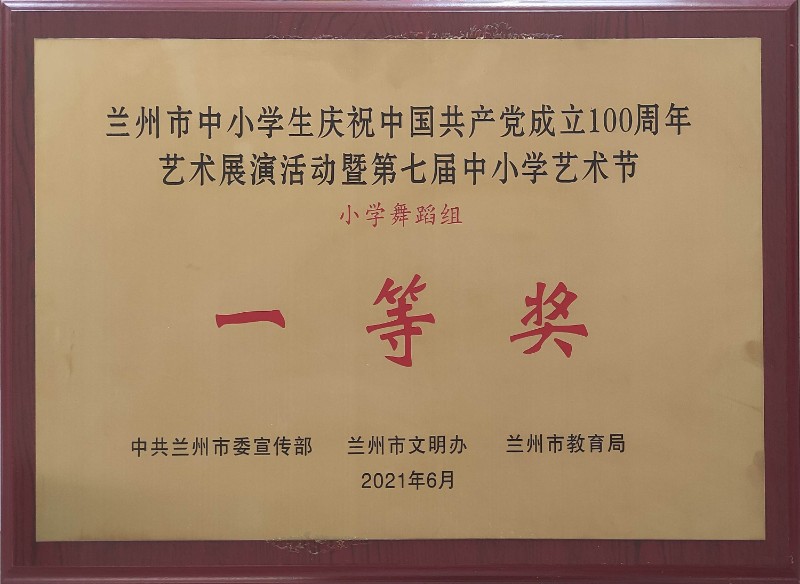 兰州市中小学生庆祝中国共产党成立100周年
艺术展演活动暨第七届中小学艺术节
小学舞蹈组
一等奖
中共兰州市委宣传部 兰州市文明办 兰州市教育局
2021年6月